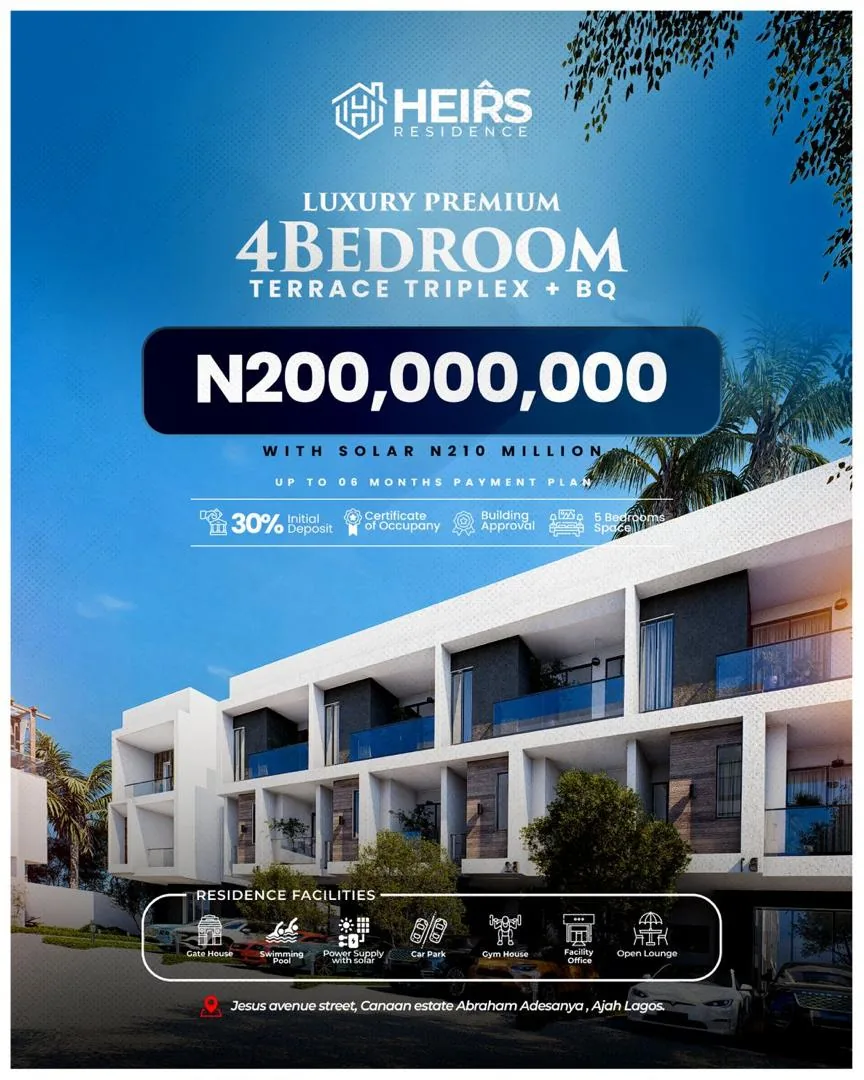 HEIRS
RESIDENCE
LUXURY PREMIUM
4BEDROOM
TERRACE TRIPLEX + BQ
N200,000,000
WITH SOLAR N210 MILLION
UP TO 06 MONTHS PAYMENT PLAN
30% Initial Deposit
Certificate of Occupany
Building Approval
5 Bedrooms Space
RESIDENCE FACILITIES
Gate House
Swimming Pool
Power Supply with solar
Car Park
Gym House
Facility Office
Open Lounge
Jesus avenue street, Canaan estate Abraham Adesanya , Ajah Lagos.